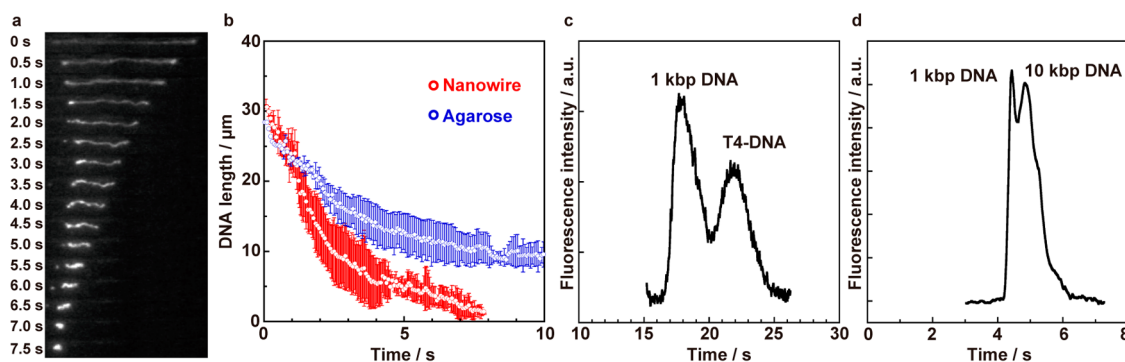 a
0 s
0.5 s
1.0 s
1.5 s
2.0 s
2.5 s
3.0 s
3.5 s
4.0 s
4.5 s
5.0 s
5.5 s
6.0 s
6.5 s
7.0 s
7.5 s
b
DNA length / µm
40
30
20
10
0
Nanowire
Agarose
0 5 10
Time / s
c
Fluorescence intensity / a.u.
1 kbp DNA
T4-DNA
10 15 20 25 30
Time / s
d
Fluorescence intensity / a.u.
1 kbp DNA 10 kbp DNA
0 2 4 6 8
Time / s